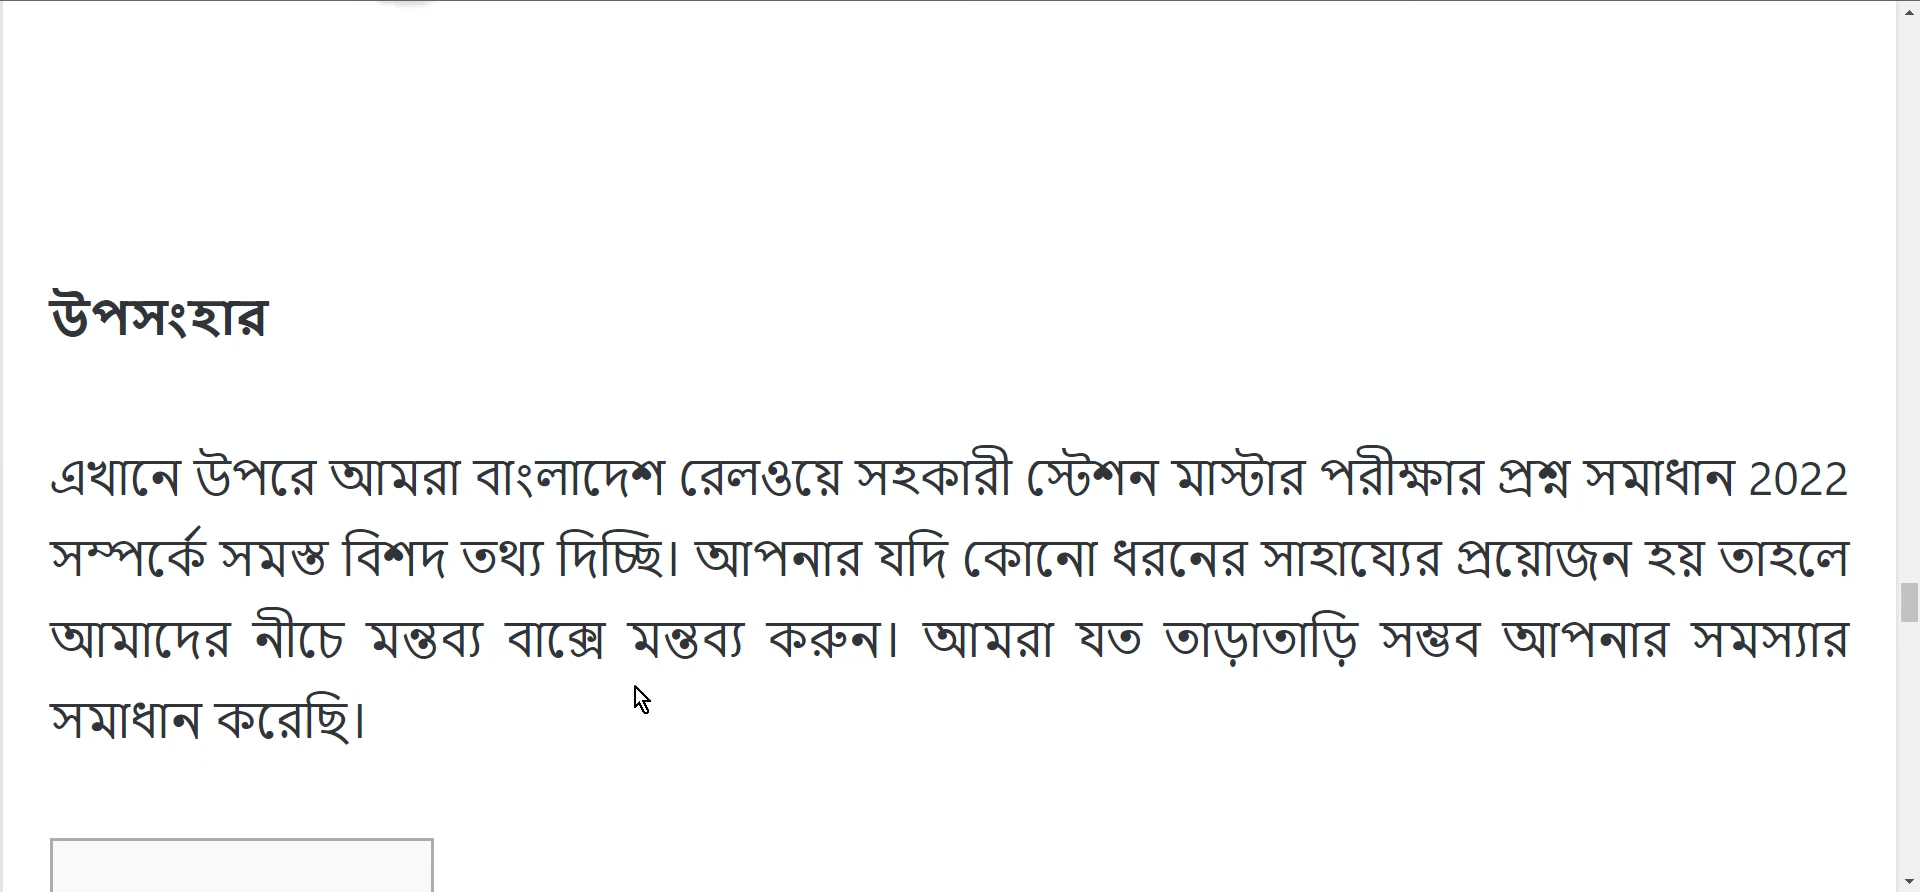 উপসংহার
এখানে উপরে আমরা বাংলাদেশ রেলওয়ে সহকারী স্টেশন মাস্টার পরীক্ষার প্রশ্ন সমাধান 2022
সম্পর্কে সমস্ত বিশদ তথ্য দিচ্ছি। আপনার যদি কোনো ধরনের সাহায্যের প্রয়োজন হয় তাহলে
আমাদের নীচে মন্তব্য বাক্সে মন্তব্য করুন। আমরা যত তাড়াতাড়ি সম্ভব আপনার সমস্যার
সমাধান করেছি।